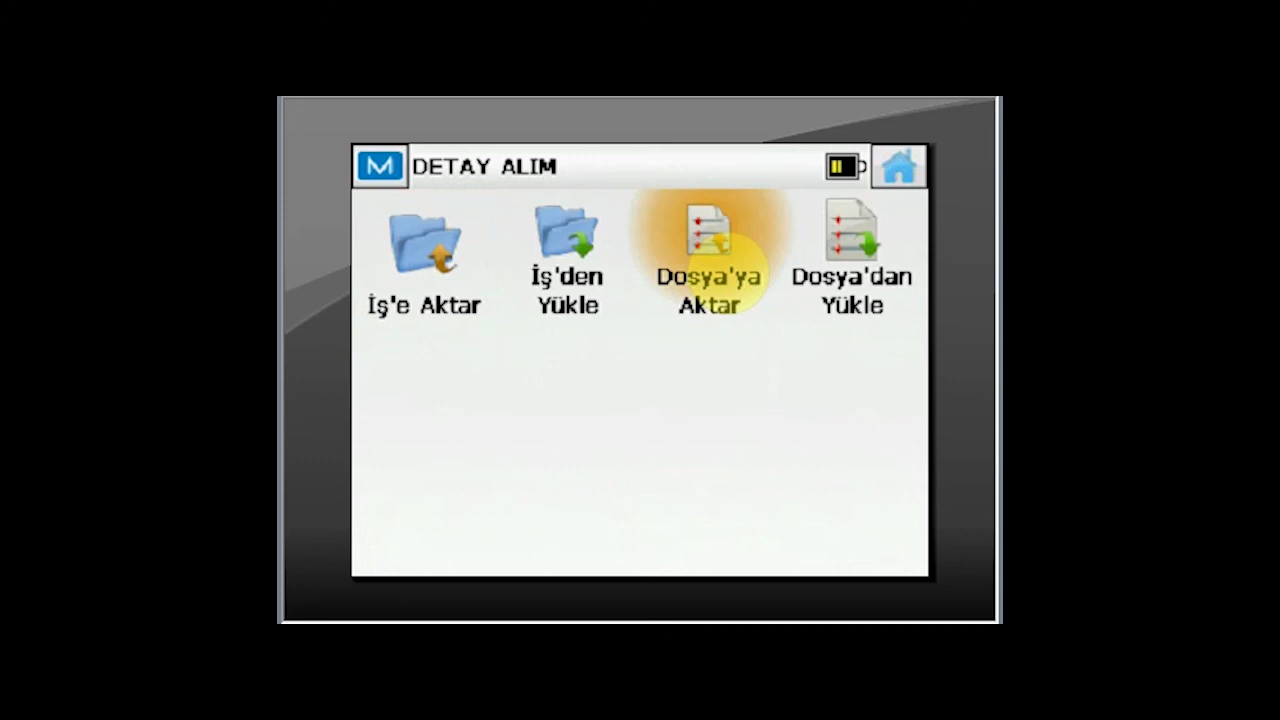 M DETAY ALIM
İş'e Aktar
İş'den
Yükle
Dosya'ya
Aktar
Dosya'dan
Yükle